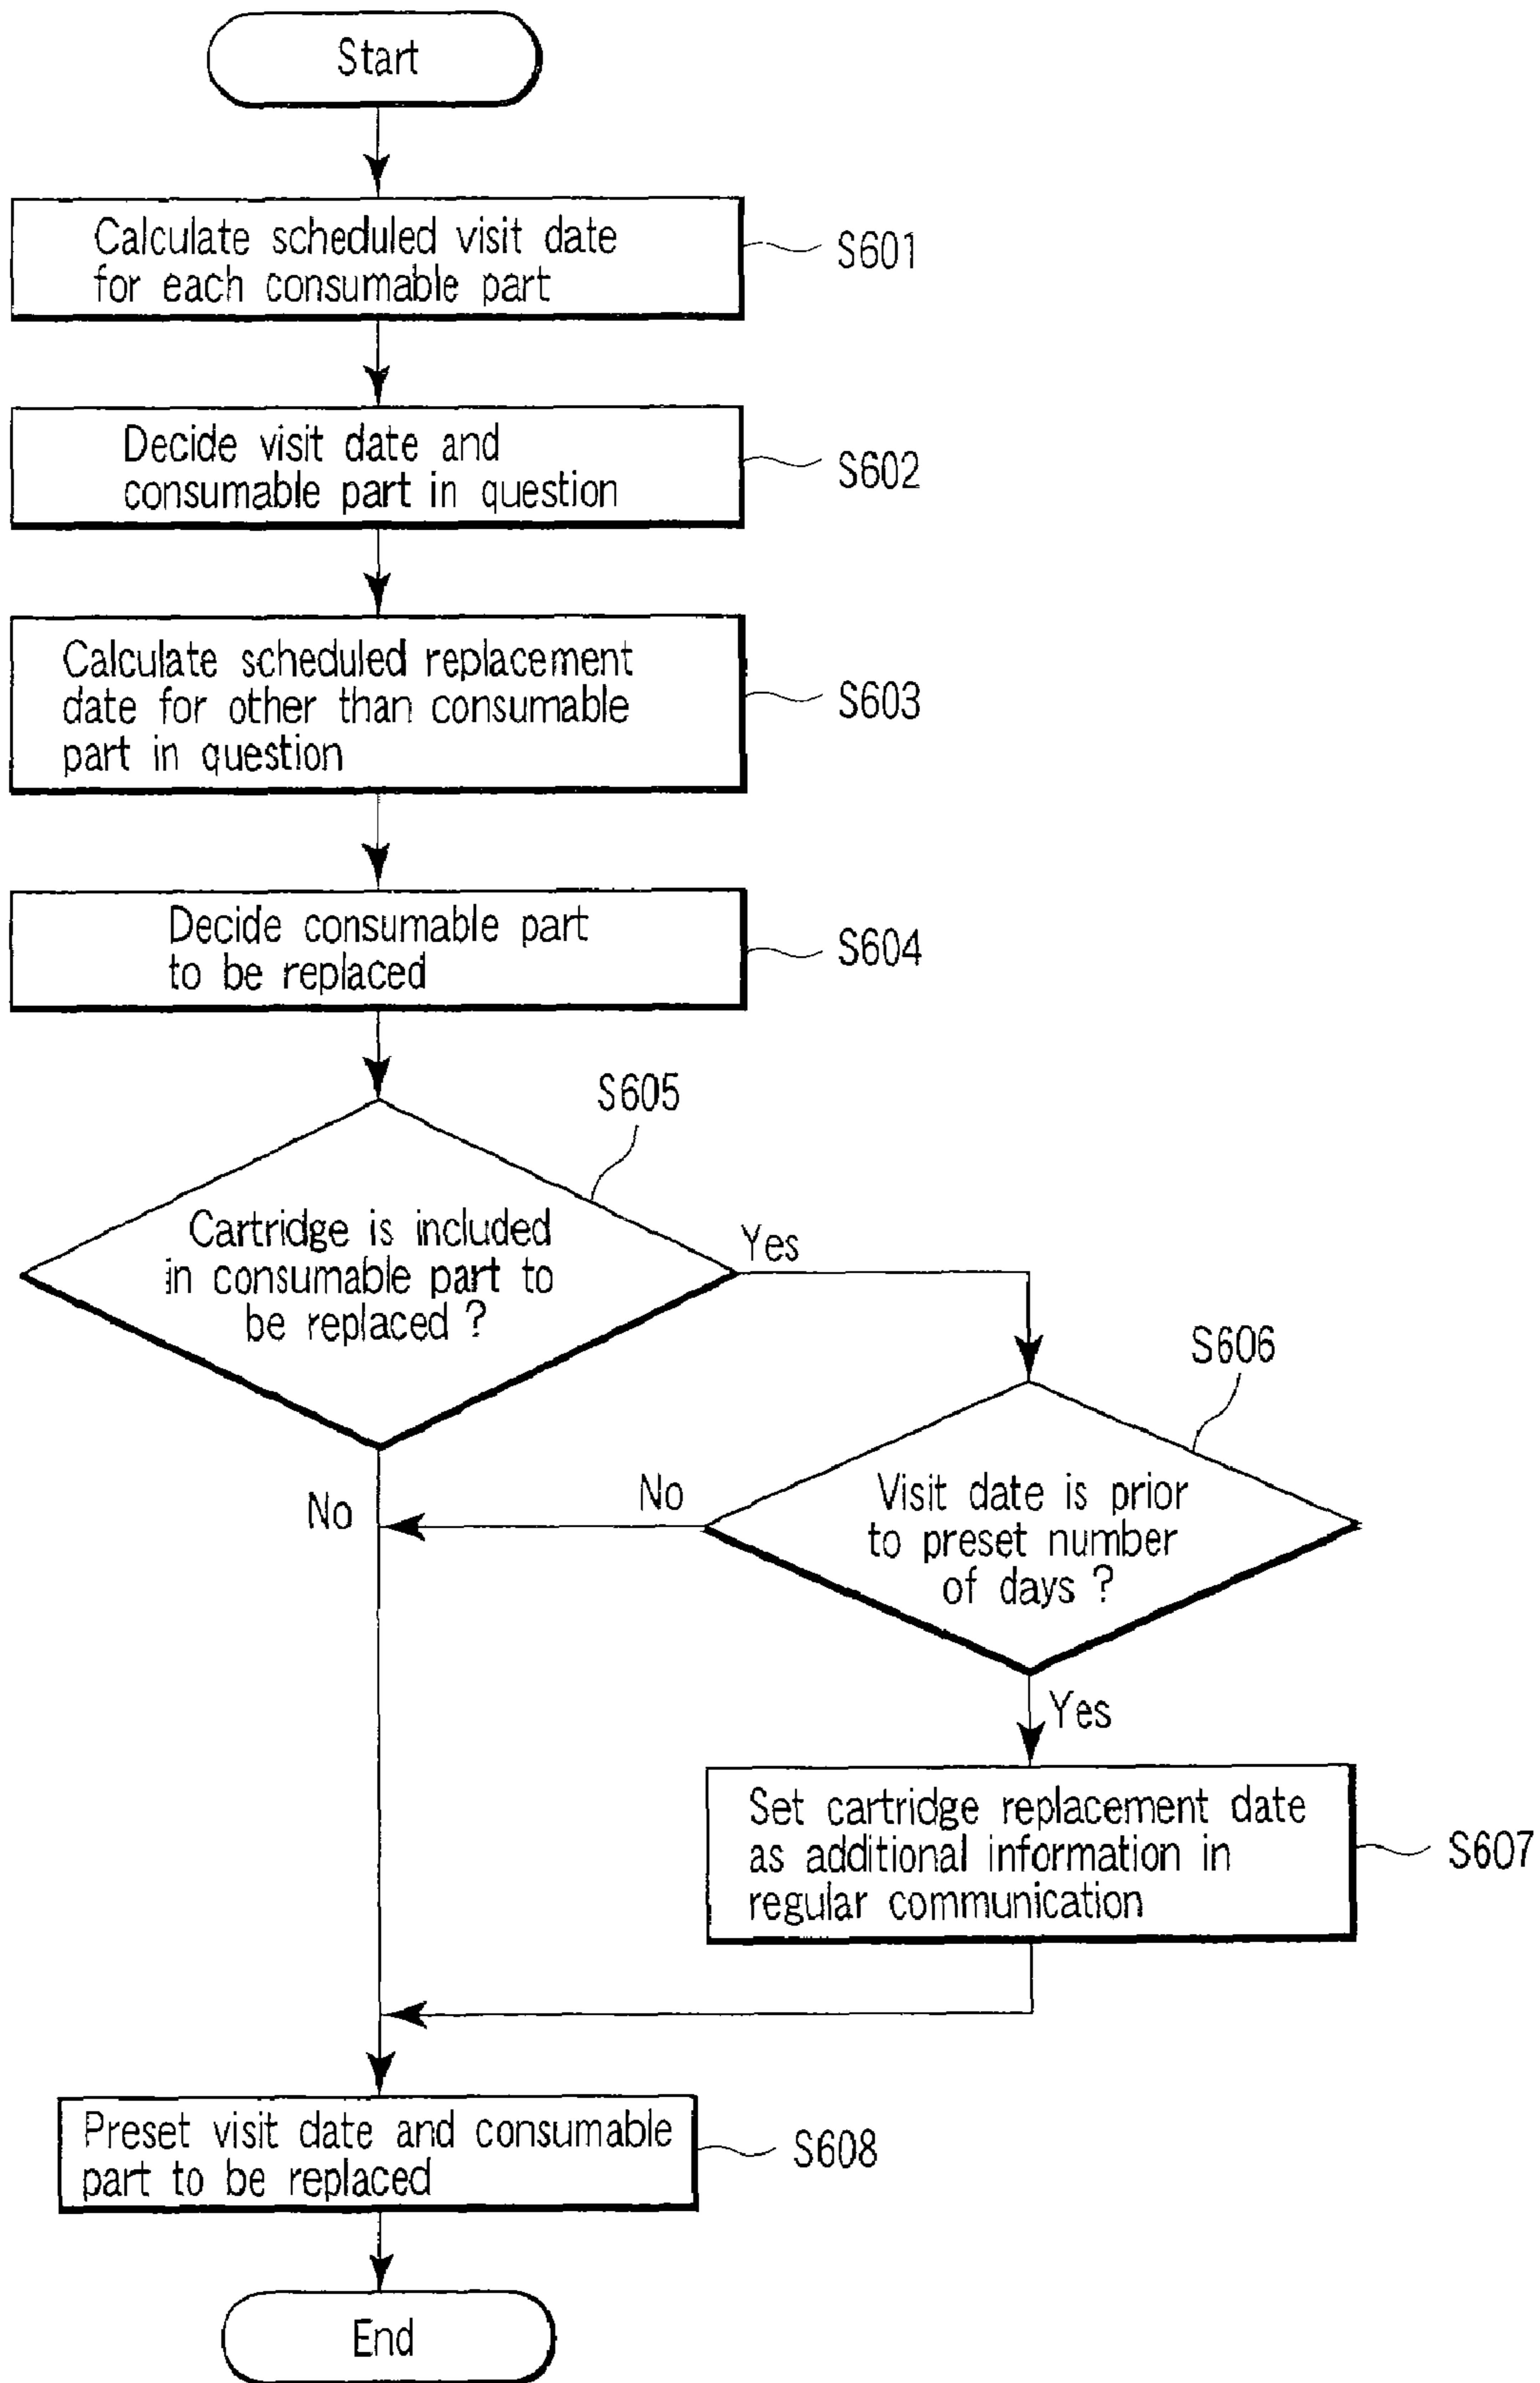 Start
Calculate scheduled visit date
for each consumable part
S601
Decide visit date and
consumable part in question
S602
Calculate scheduled replacement
date for other than consumable
part in question
S603
Decide consumable part
to be replaced
S604
S605
Cartridge is included
in consumable part to
be replaced ?
Yes
S606
No
No
Visit date is prior
to preset number
of days ?
Yes
Set cartridge replacement date
as additional information in
regular communication
S607
Preset visit date and consumable
part to be replaced
S608
End